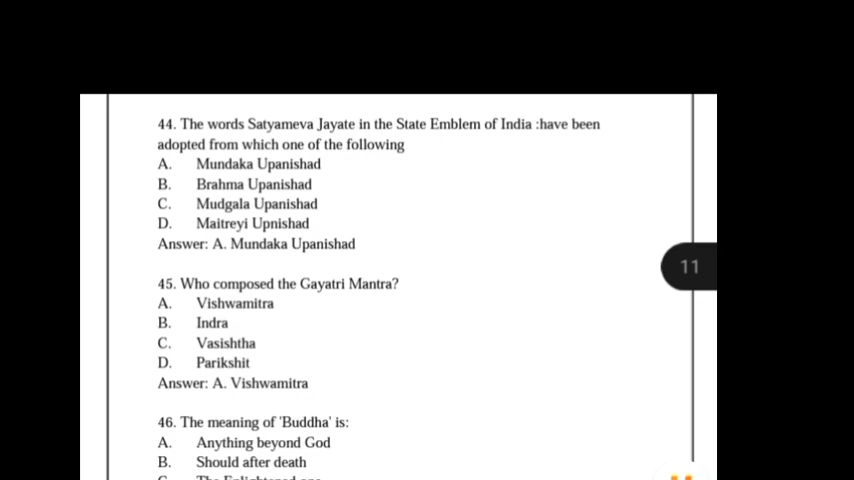 44. The words Satyameva Jayate in the State Emblem of India :have been
adopted from which one of the following
A. Mundaka Upanishad
B. Brahma Upanishad
C. Mudgala Upanishad
D. Maitreyi Upnishad
Answer: A. Mundaka Upanishad
11
45. Who composed the Gayatri Mantra?
A. Vishwamitra
B. Indra
C. Vasishtha
D. Parikshit
Answer: A. Vishwamitra
46. The meaning of 'Buddha' is:
A. Anything beyond God
B. Should after death